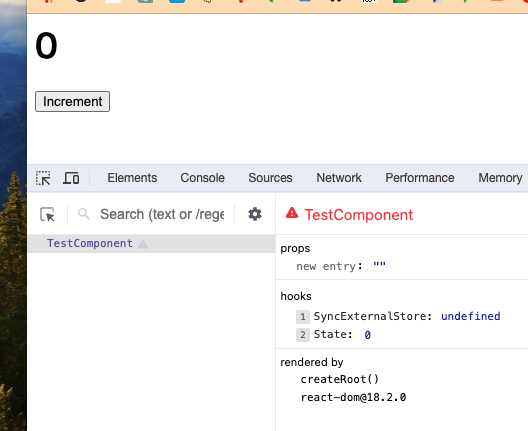 0
Increment
Elements Console Sources Network Performance Memory
Search (text or /rege
TestComponent
TestComponent
props
new entry: ""
hooks
1 SyncExternalStore: undefined
2 State: 0
rendered by
createRoot()
react-dom@18.2.0